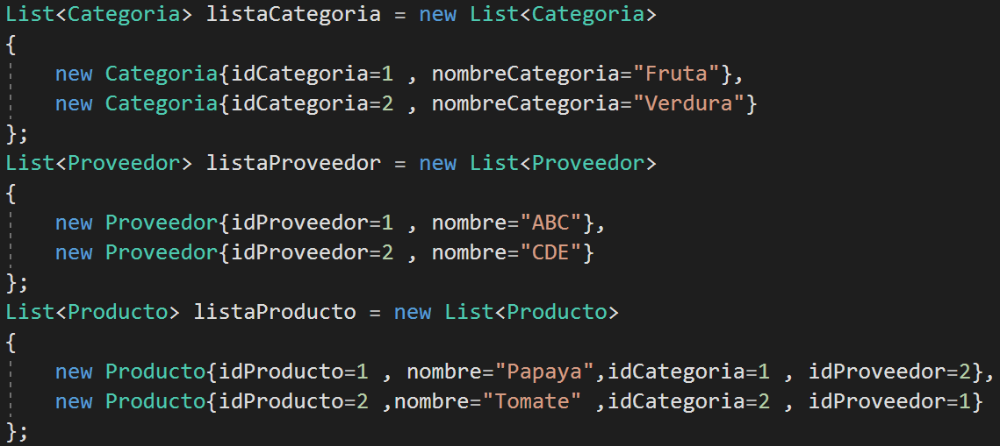 List<Categoria> listaCategoria = new List<Categoria>
{
    new Categoria{idCategoria=1 , nombreCategoria="Fruta"},
    new Categoria{idCategoria=2 , nombreCategoria="Verdura"}
};
List<Proveedor> listaProveedor = new List<Proveedor>
{
    new Proveedor{idProveedor=1 , nombre="ABC"},
    new Proveedor{idProveedor=2 , nombre="CDE"}
};
List<Producto> listaProducto = new List<Producto>
{
    new Producto{idProducto=1 , nombre="Papaya",idCategoria=1 , idProveedor=2},
    new Producto{idProducto=2 ,nombre="Tomate" ,idCategoria=2 , idProveedor=1}
};